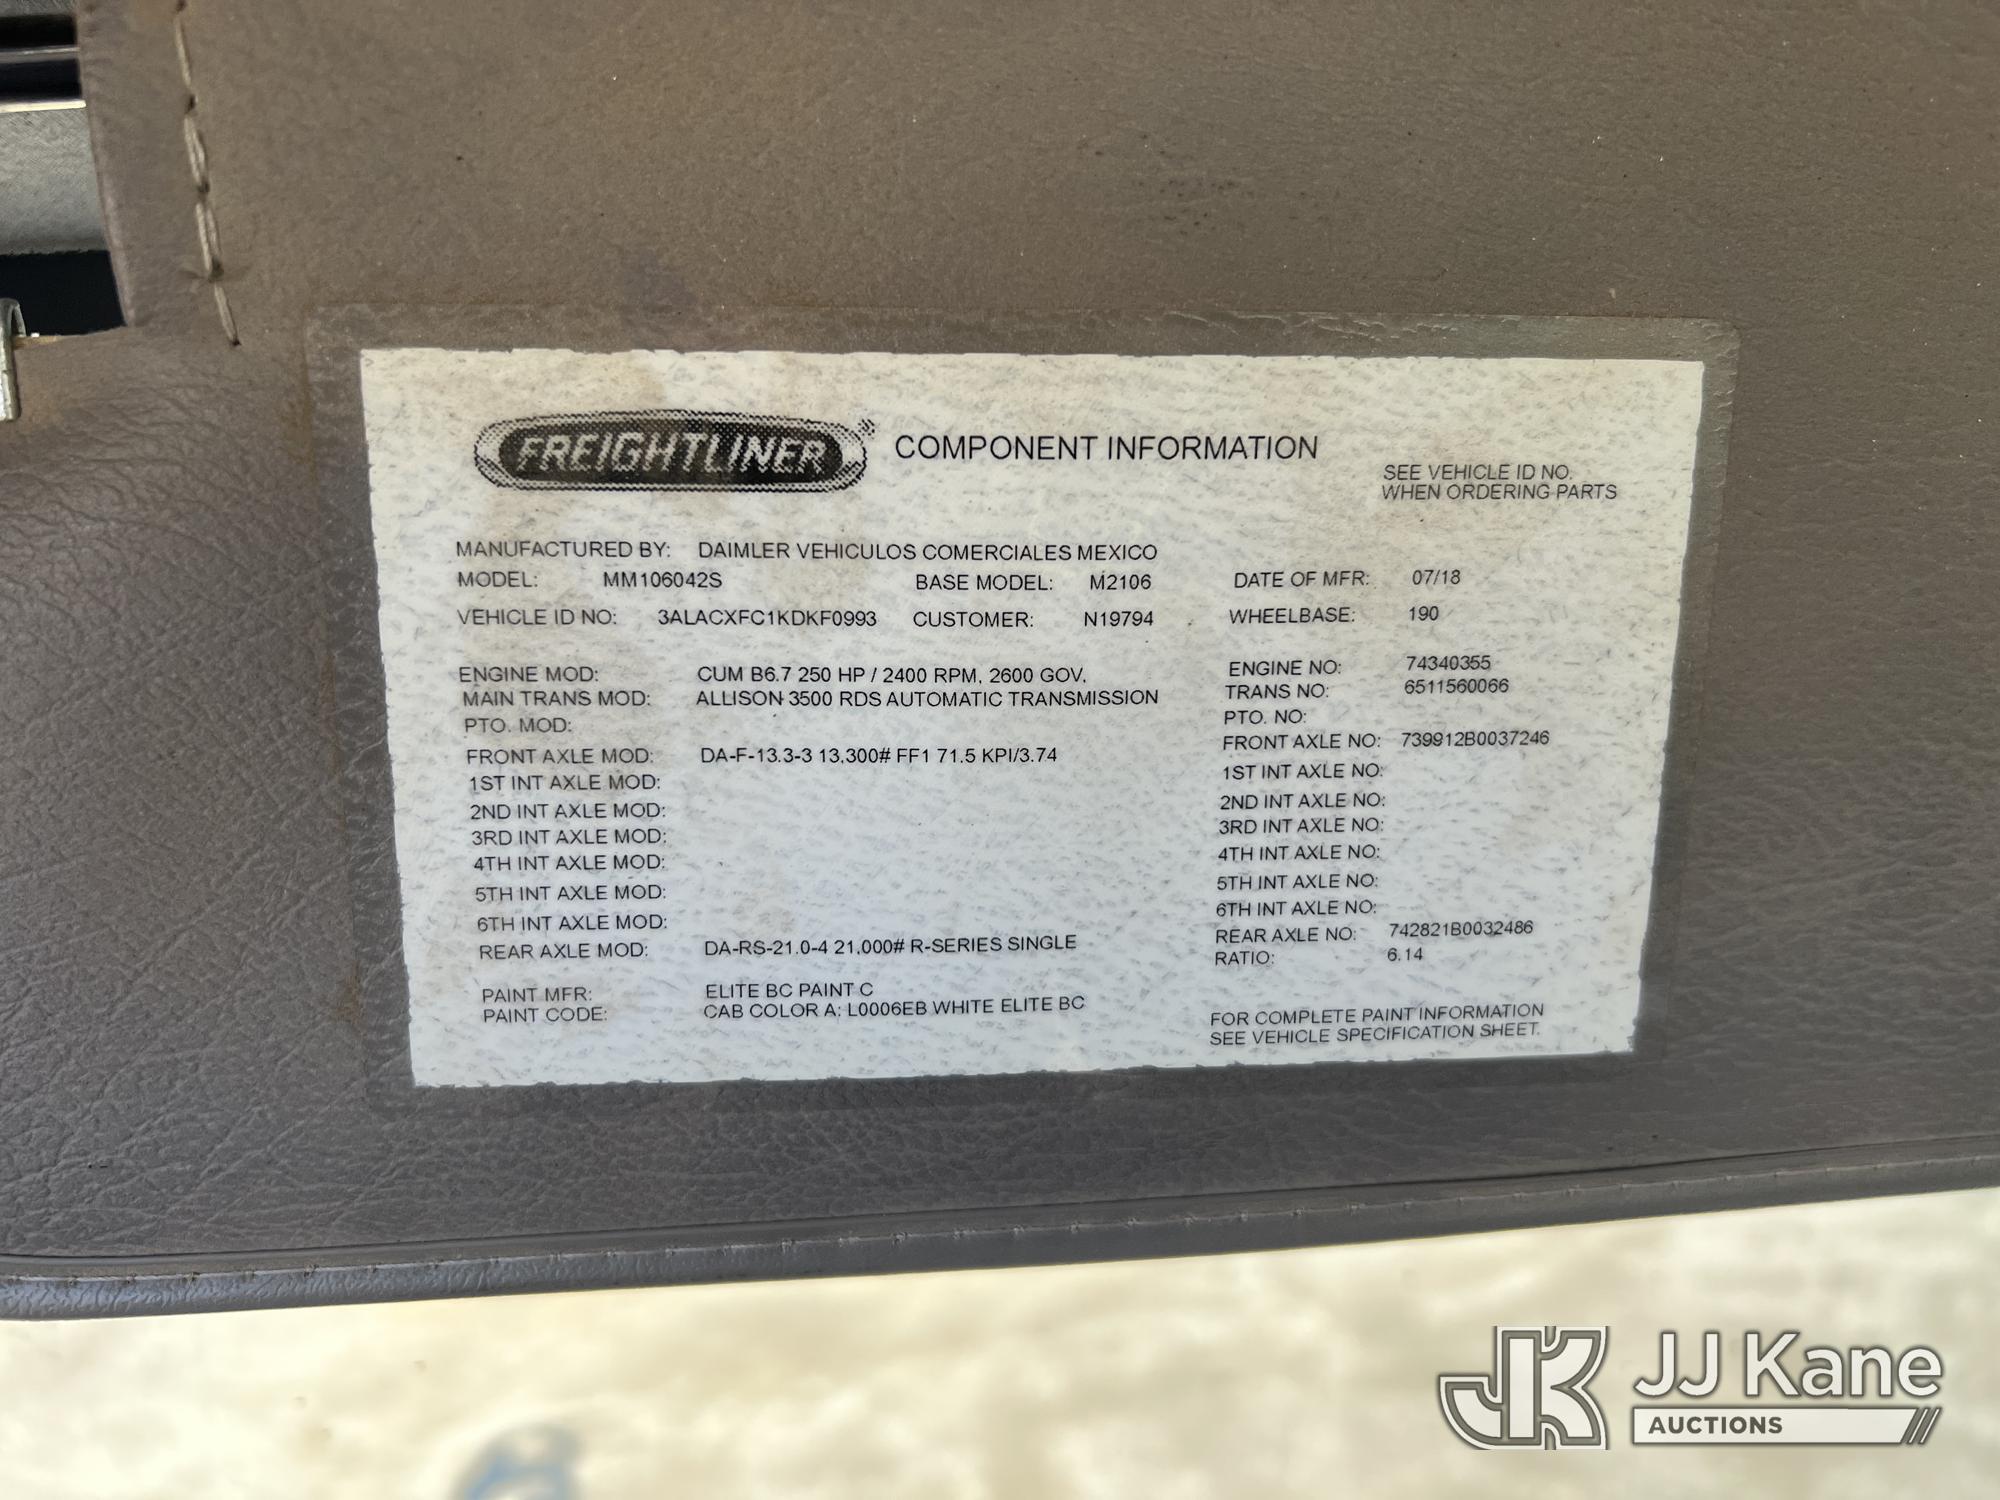 FREIGHTLINER® COMPONENT INFORMATION
SEE VEHICLE ID NO.
WHEN ORDERING PARTS
MANUFACTURED BY: DAIMLER VEHICULOS COMERCIALES MEXICO
MODEL: MM106042S BASE MODEL: M2106 DATE OF MFR: 07/18
VEHICLE ID NO: 3ALACXFC1KDKF0993 CUSTOMER: N19794 WHEELBASE: 190
ENGINE MOD: CUM B6.7 250 HP / 2400 RPM, 2600 GOV, ENGINE NO: 74340355
MAIN TRANS MOD: ALLISON 3500 RDS AUTOMATIC TRANSMISSION TRANS NO: 6511560066
PTO. MOD: PTO. NO:
FRONT AXLE MOD: DA-F-13.3-3 13,300# FF1 71.5 KPI/3.74 FRONT AXLE NO: 739912B0037246
1ST INT AXLE MOD: 1ST INT AXLE NO:
2ND INT AXLE MOD: 2ND INT AXLE NO:
3RD INT AXLE MOD: 3RD INT AXLE NO:
4TH INT AXLE MOD: 4TH INT AXLE NO:
5TH INT AXLE MOD: 5TH INT AXLE NO:
6TH INT AXLE MOD: 6TH INT AXLE NO:
REAR AXLE MOD: DA-RS-21.0-4 21,000# R-SERIES SINGLE REAR AXLE NO: 742821B0032486
RATIO: 6.14
PAINT MFR: ELITE BC PAINT C
PAINT CODE: CAB COLOR A: L0006EB WHITE ELITE BC
FOR COMPLETE PAINT INFORMATION
SEE VEHICLE SPECIFICATION SHEET.
JK JJ Kane
AUCTIONS